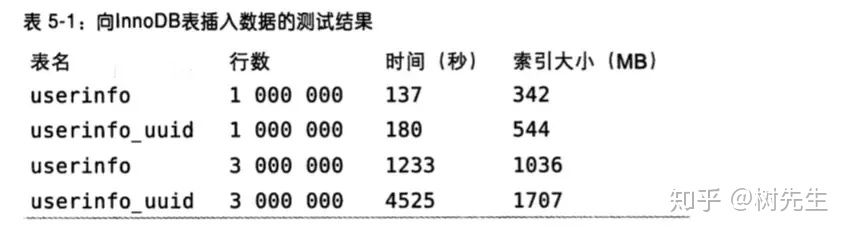 表 5-1：向InnoDB表插入数据的测试结果
表名 行数 时间（秒） 索引大小（MB）
userinfo 1 000 000 137 342
userinfo_uuid 1 000 000 180 544
userinfo 3 000 000 1233 1036
userinfo_uuid 3 000 000 4525 1707
知乎 @树先生